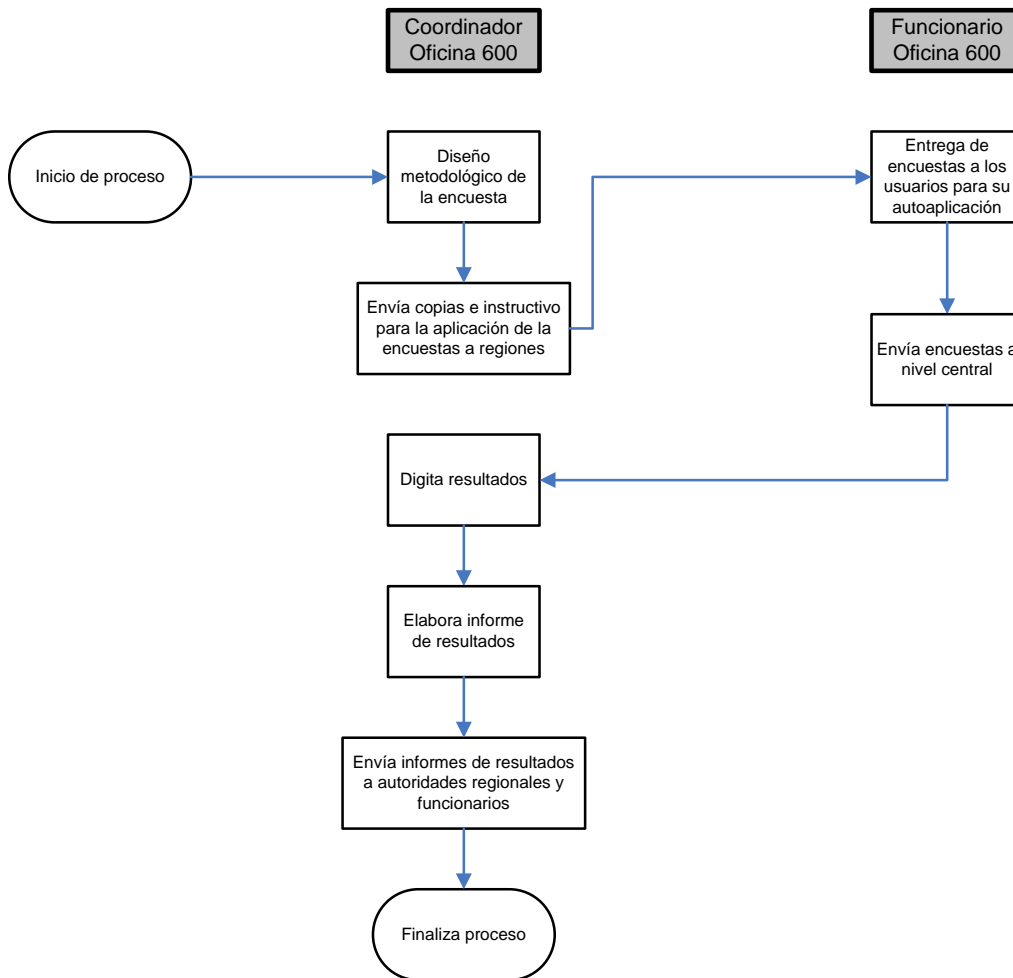 Coordinador
Oficina 600
Funcionario
Oficina 600
Inicio de proceso
Diseño
metodológico de
la encuesta
Entrega de
encuestas a los
usuarios para su
autoaplicación
Envía copias e instructivo
para la aplicación de la
encuestas a regiones
Envía encuestas a
nivel central
Digita resultados
Elabora informe
de resultados
Envía informes de resultados
a autoridades regionales y
funcionarios
Finaliza proceso